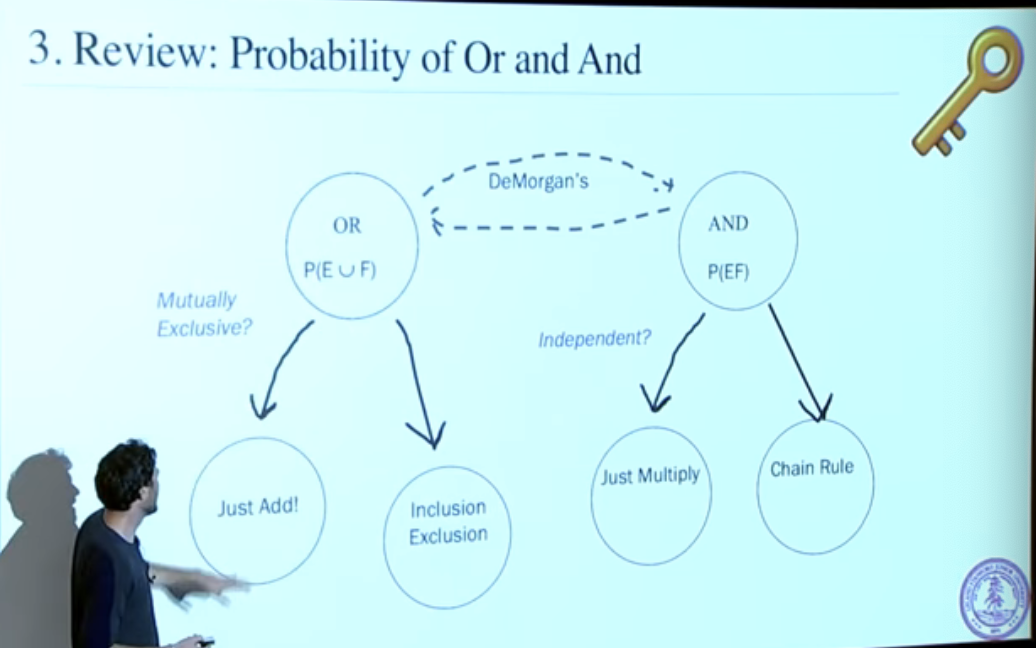 3. Review: Probability of Or and And
DeMorgan's
OR
P(E ∪ F)
AND
P(EF)
Mutually
Exclusive?
Independent?
Just Add!
Inclusion
Exclusion
Just Multiply
Chain Rule